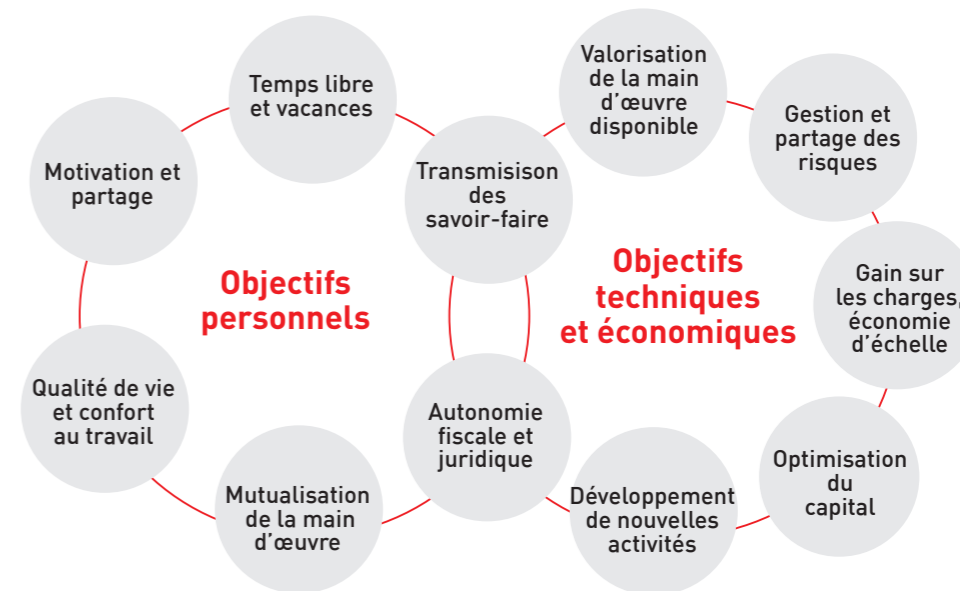 Temps libre
et vacances
Motivation et
partage
Objectifs
personnels
Qualité de vie
et confort
au travail
Mutualisation
de la main
d’œuvre
Transmisison
des
savoir-faire
Autonomie
fiscale et
juridique
Valorisation
de la main
d’œuvre
disponible
Gestion et
partage des
risques
Objectifs
techniques
et économiques
Gain sur
les charges,
économie
d’échelle
Optimisation
du
capital
Développement
de nouvelles
activités